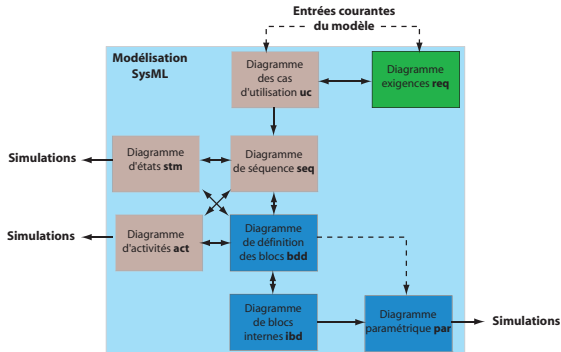 Entrées courantes
du modèle
Modélisation
SysML
Diagramme
des cas
d'utilisation uc
Diagramme
exigences req
Simulations
Diagramme
d'états stm
Diagramme
de séquence seq
Simulations
Diagramme
d'activités act
Diagramme
de définition
des blocs bdd
Diagramme
de blocs
internes ibd
Diagramme
paramétrique par
Simulations